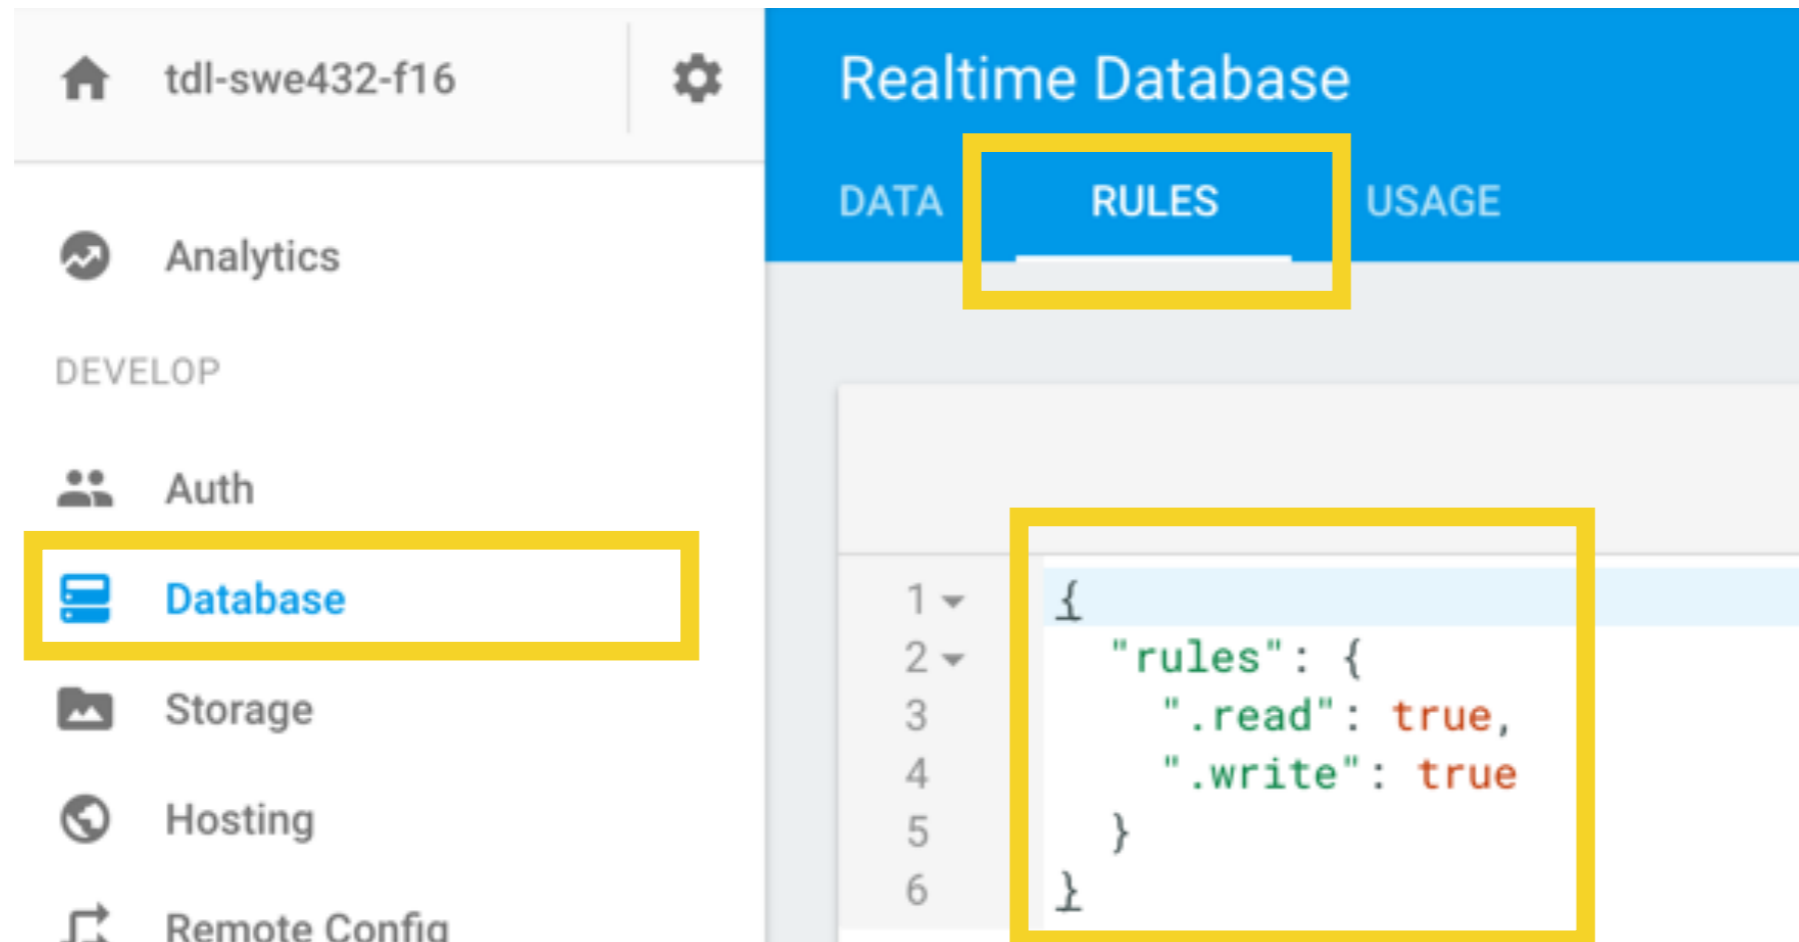 tdl-swe432-f16
Analytics
DEVELOP
Auth
Database
Storage
Hosting
Remote Config
Realtime Database
DATA RULES USAGE
1 {
2 "rules": {
3 ".read": true,
4 ".write": true
5 }
6 }